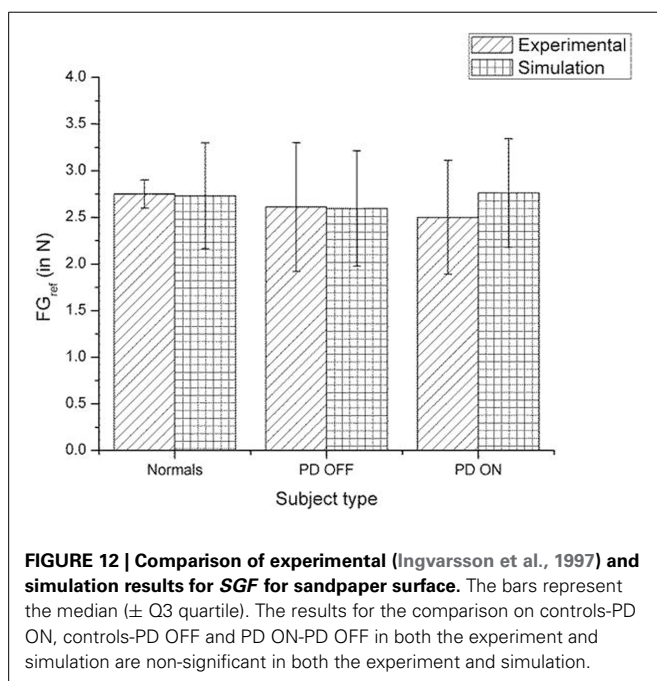 Experimental
Simulation
4.0
3.5
3.0
2.5
2.0
1.5
1.0
0.5
0.0
FGref (in N)
Normals
PD OFF
PD ON
Subject type
FIGURE 12 | Comparison of experimental (Ingvarsson et al., 1997) and
simulation results for SGF for sandpaper surface. The bars represent
the median (± Q3 quartile). The results for the comparison on controls-PD
ON, controls-PD OFF and PD ON-PD OFF in both the experiment and
simulation are non-significant in both the experiment and simulation.